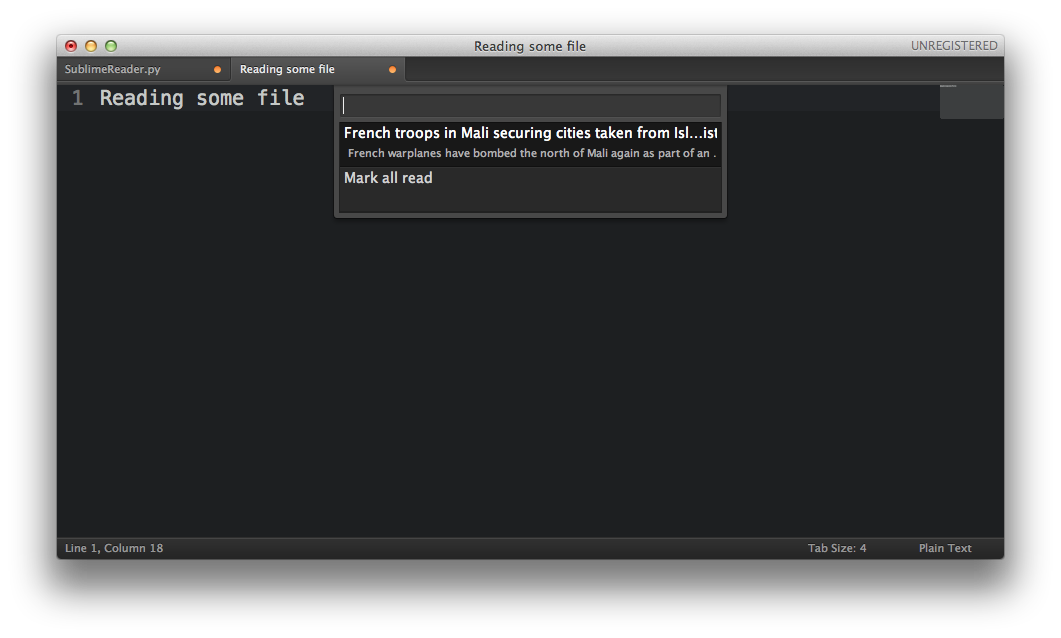 Reading some file
UNREGISTERED
SublimeReader.py
Reading some file
1 Reading some file
French troops in Mali securing cities taken from Isl...ist
French warplanes have bombed the north of Mali again as part of an .
Mark all read
Line 1, Column 18
Tab Size: 4
Plain Text